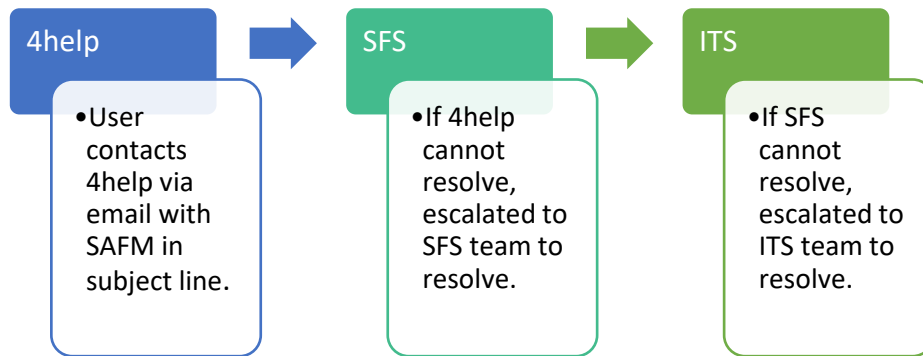 4help
•User
contacts
4help via
email with
SAFM in
subject line.
SFS
•If 4help
cannot
resolve,
escalated to
SFS team to
resolve.
ITS
•If SFS
cannot
resolve,
escalated to
ITS team to
resolve.